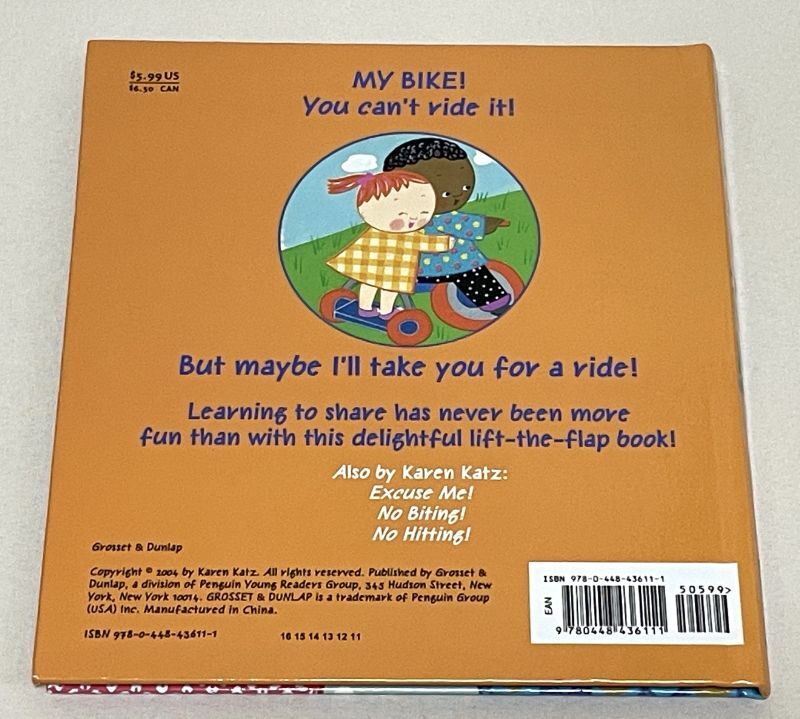 $5.99 US
$6.50 CAN
MY BIKE!
You can't ride it!
But maybe I'll take you for a ride!
Learning to share has never been more
fun than with this delightful lift-the-flap book!
Also by Karen Katz:
Excuse Me!
No Biting!
No Hitting!
Grosset & Dunlap
Copyright © 2004 by Karen Katz. All rights reserved. Published by Grosset &
Dunlap, a division of Penguin Young Readers Group, 345 Hudson Street, New
York, New York 10014. GROSSET & DUNLAP is a trademark of Penguin Group
(USA) Inc. Manufactured in China.
ISBN 978-0-448-43611-1
16 15 14 13 12 11
ISBN 978-0-448-43611-1
50599>
EAN
9 780448 436111